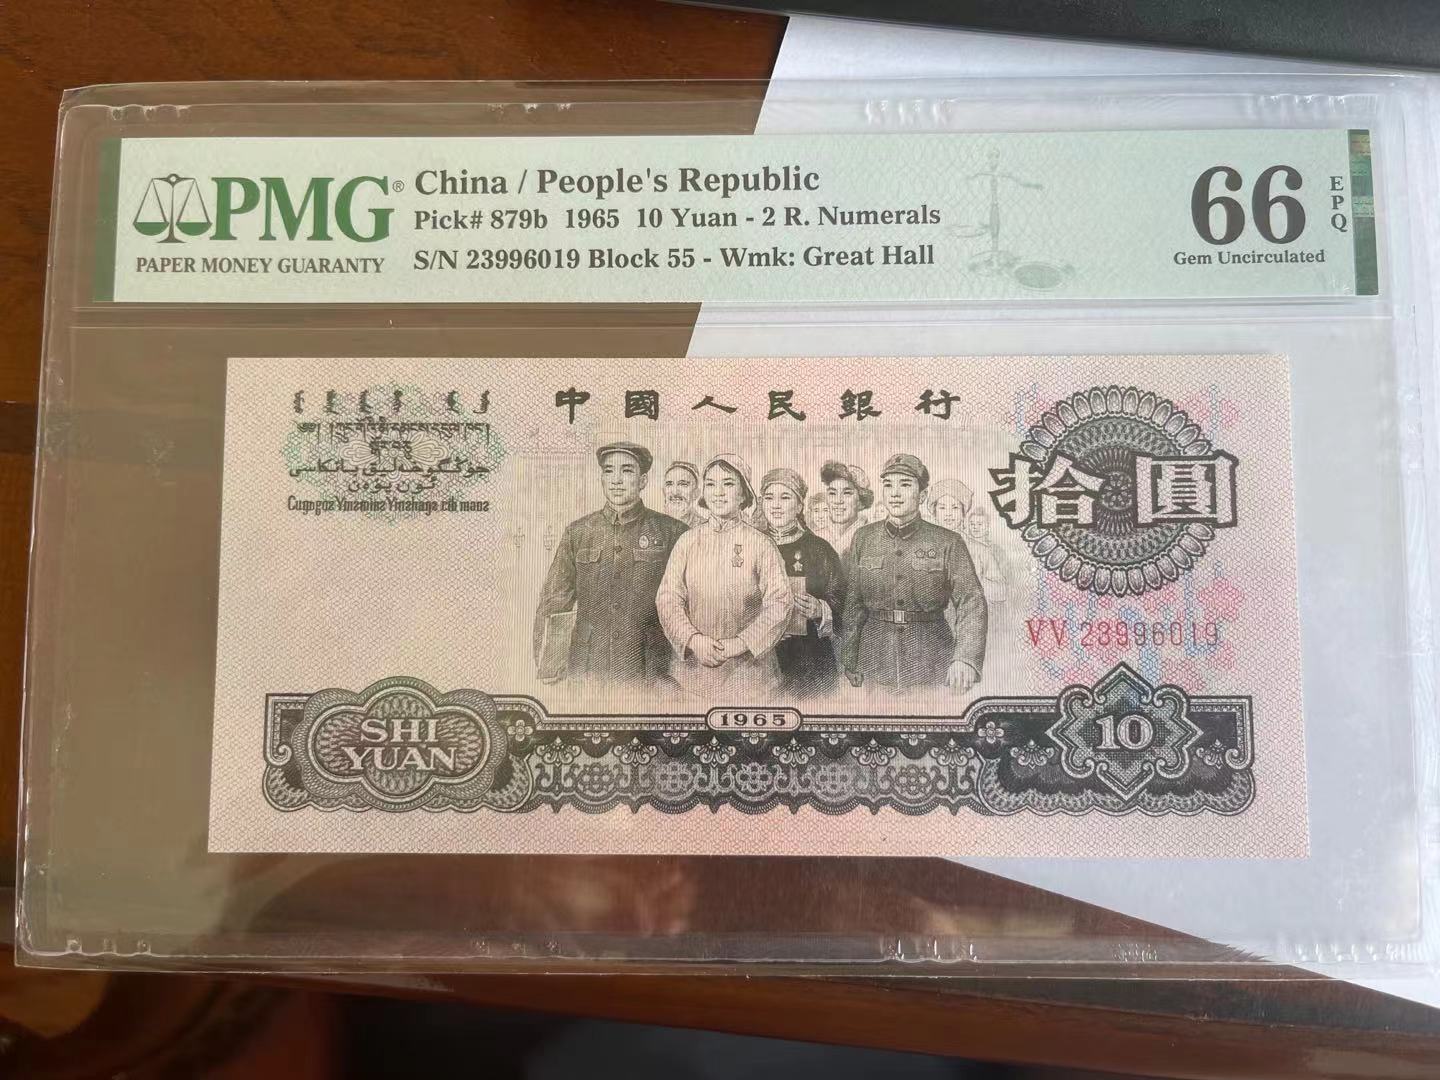 PMG®
PAPER MONEY GUARANTY
China / People's Republic
Pick# 879b 1965 10 Yuan - 2 R. Numerals
S/N 23996019 Block 55 - Wmk: Great Hall
66
EPQ
Gem Uncirculated
中國人民銀行
拾圓
VV 23996019
1965
SHI
YUAN
10